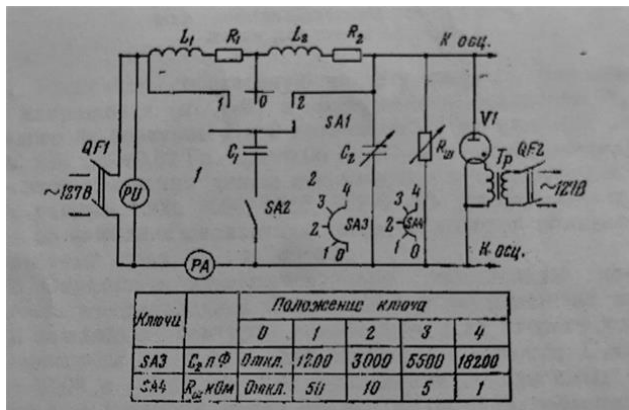 L₁ R₁ L₂ R₂ К осц.
1 0 2
SA1
V1
QF1
C₁ C₂ Rш
Тр QF2
~127В PU 1 2 ~127В
SA2
4 4
3 3
2 SA3 2 SA4
1 0 1 0
PA К осц.
Ключи Положение ключа
0 1 2 3 4
SA3 C₂ пФ Откл. 1200 3000 5500 18200
SA4 Rш кОм Откл. 50 10 5 1